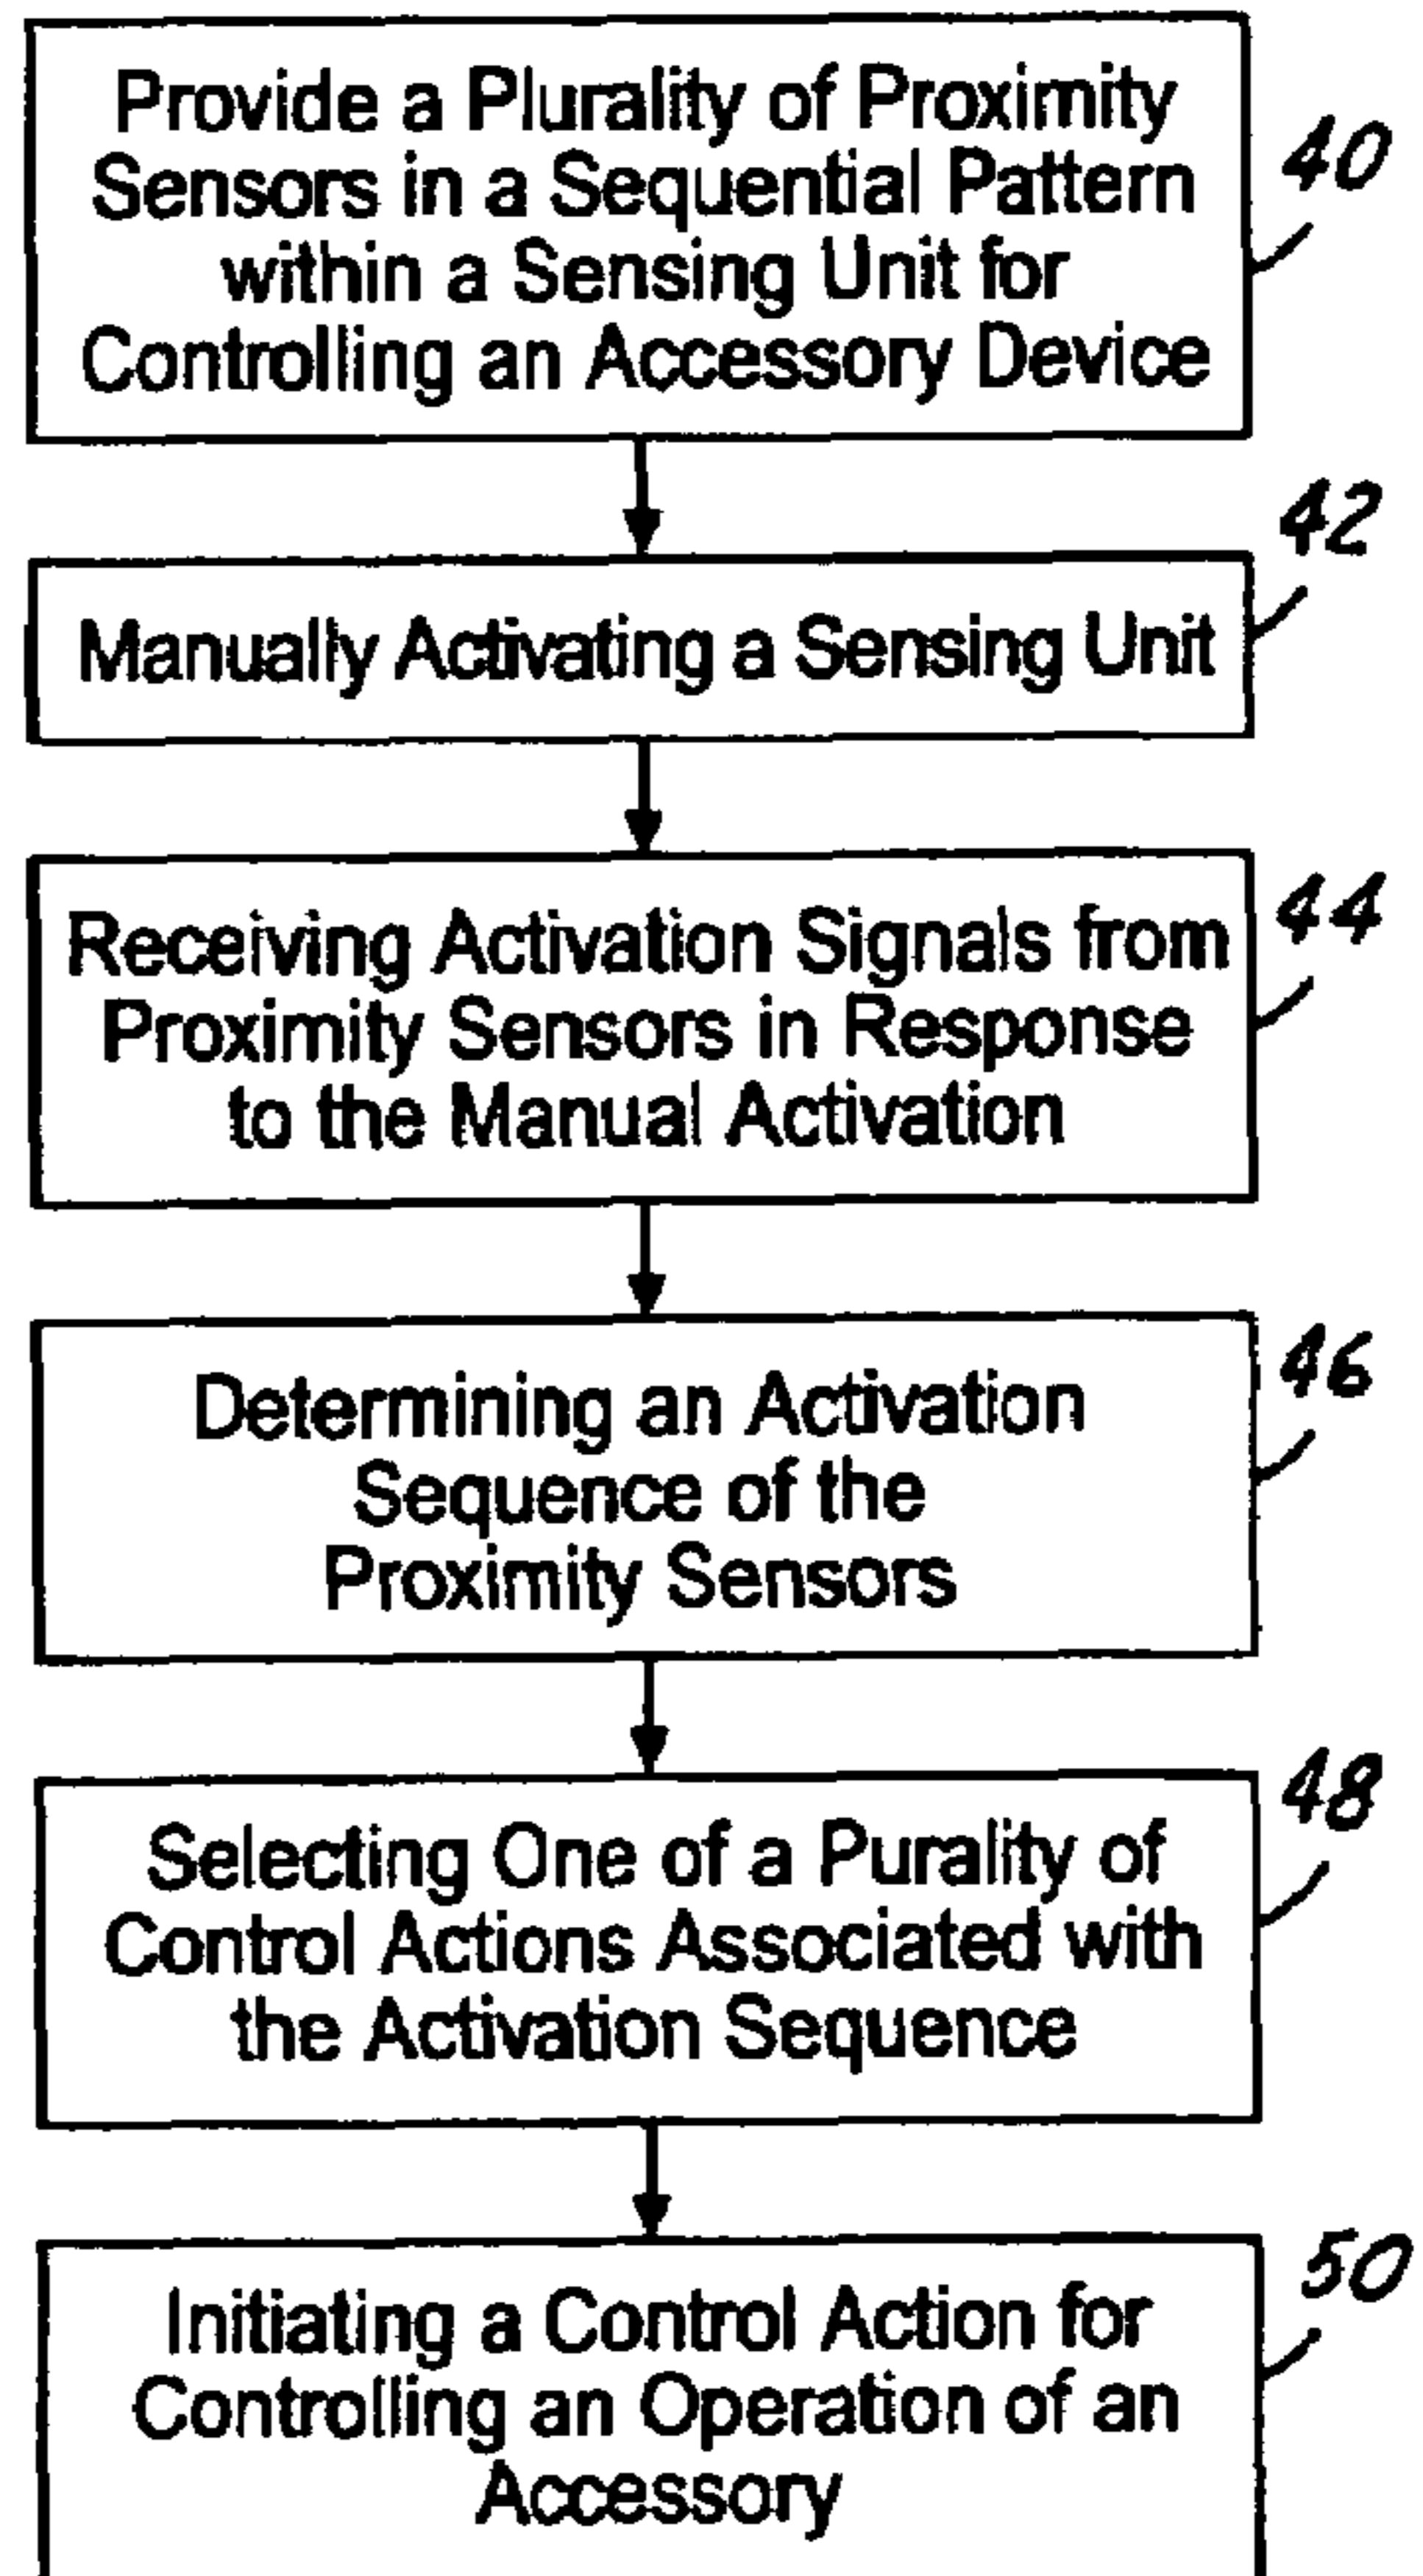 Provide a Plurality of Proximity
Sensors in a Sequential Pattern
within a Sensing Unit for
Controlling an Accessory Device
40
Manually Activating a Sensing Unit
42
Receiving Activation Signals from
Proximity Sensors in Response
to the Manual Activation
44
Determining an Activation
Sequence of the
Proximity Sensors
46
Selecting One of a Purality of
Control Actions Associated with
the Activation Sequence
48
Initiating a Control Action for
Controlling an Operation of an
Accessory
50